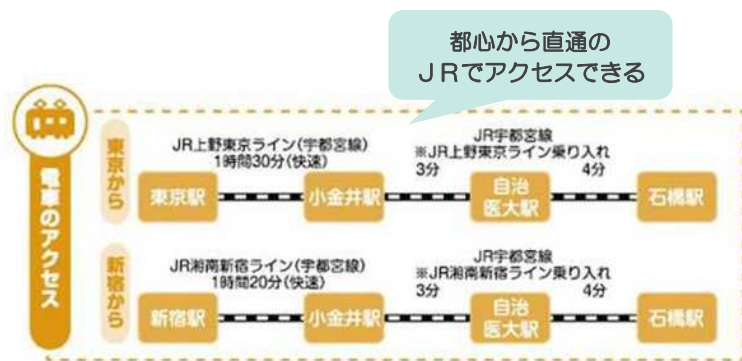 都心から直通の
ＪＲでアクセスできる
電車のアクセス
東京から
JR上野東京ライン(宇都宮線)
1時間30分(快速)
JR宇都宮線
※JR上野東京ライン乗り入れ
3分
4分
東京駅
小金井駅
自治
医大駅
石橋駅
新宿から
JR湘南新宿ライン(宇都宮線)
1時間20分(快速)
JR宇都宮線
※JR湘南新宿ライン乗り入れ
3分
4分
新宿駅
小金井駅
自治
医大駅
石橋駅